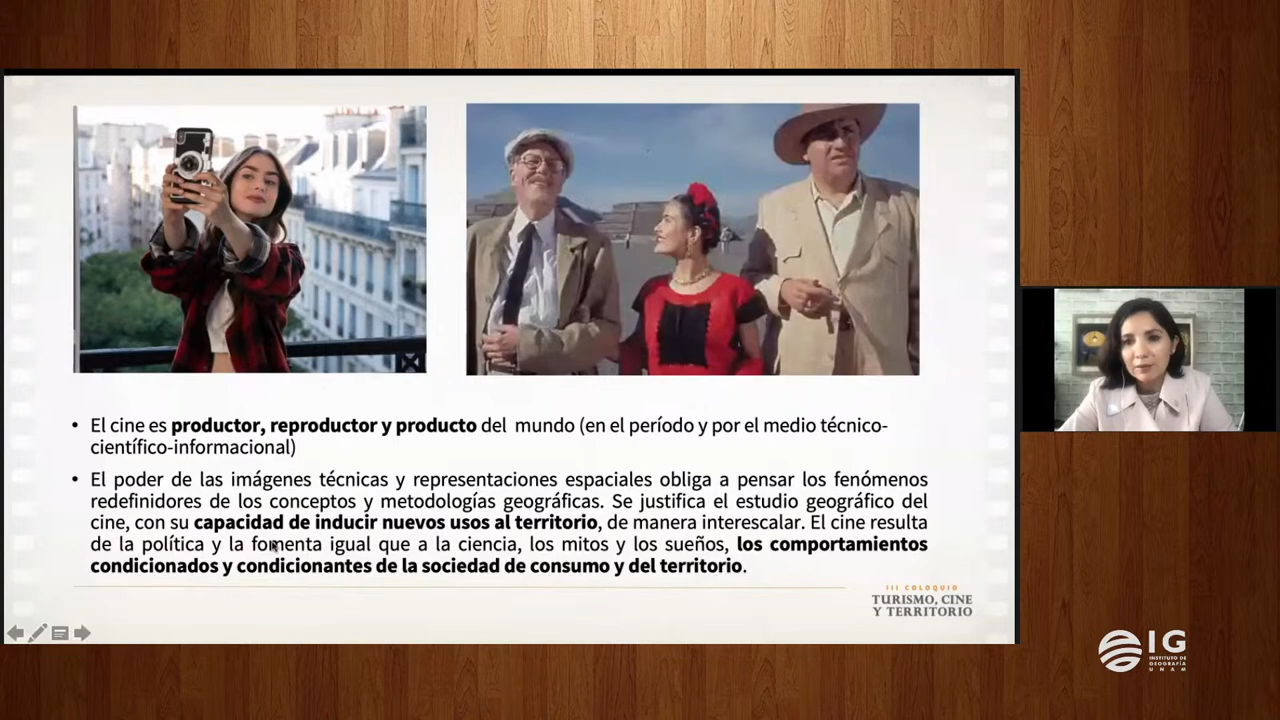 • El cine es productor, reproductor y producto del mundo (en el período y por el medio técnico-
científico-informacional)
• El poder de las imágenes técnicas y representaciones espaciales obliga a pensar los fenómenos
redefinidores de los conceptos y metodologías geográficas. Se justifica el estudio geográfico del
cine, con su capacidad de inducir nuevos usos al territorio, de manera interescalar. El cine resulta
de la política y la fomenta igual que a la ciencia, los mitos y los sueños, los comportamientos
condicionados y condicionantes de la sociedad de consumo y del territorio.
III COLOQUIO
TURISMO, CINE
Y TERRITORIO
IG
INSTITUTO DE
GEOGRAFÍA
UNAM